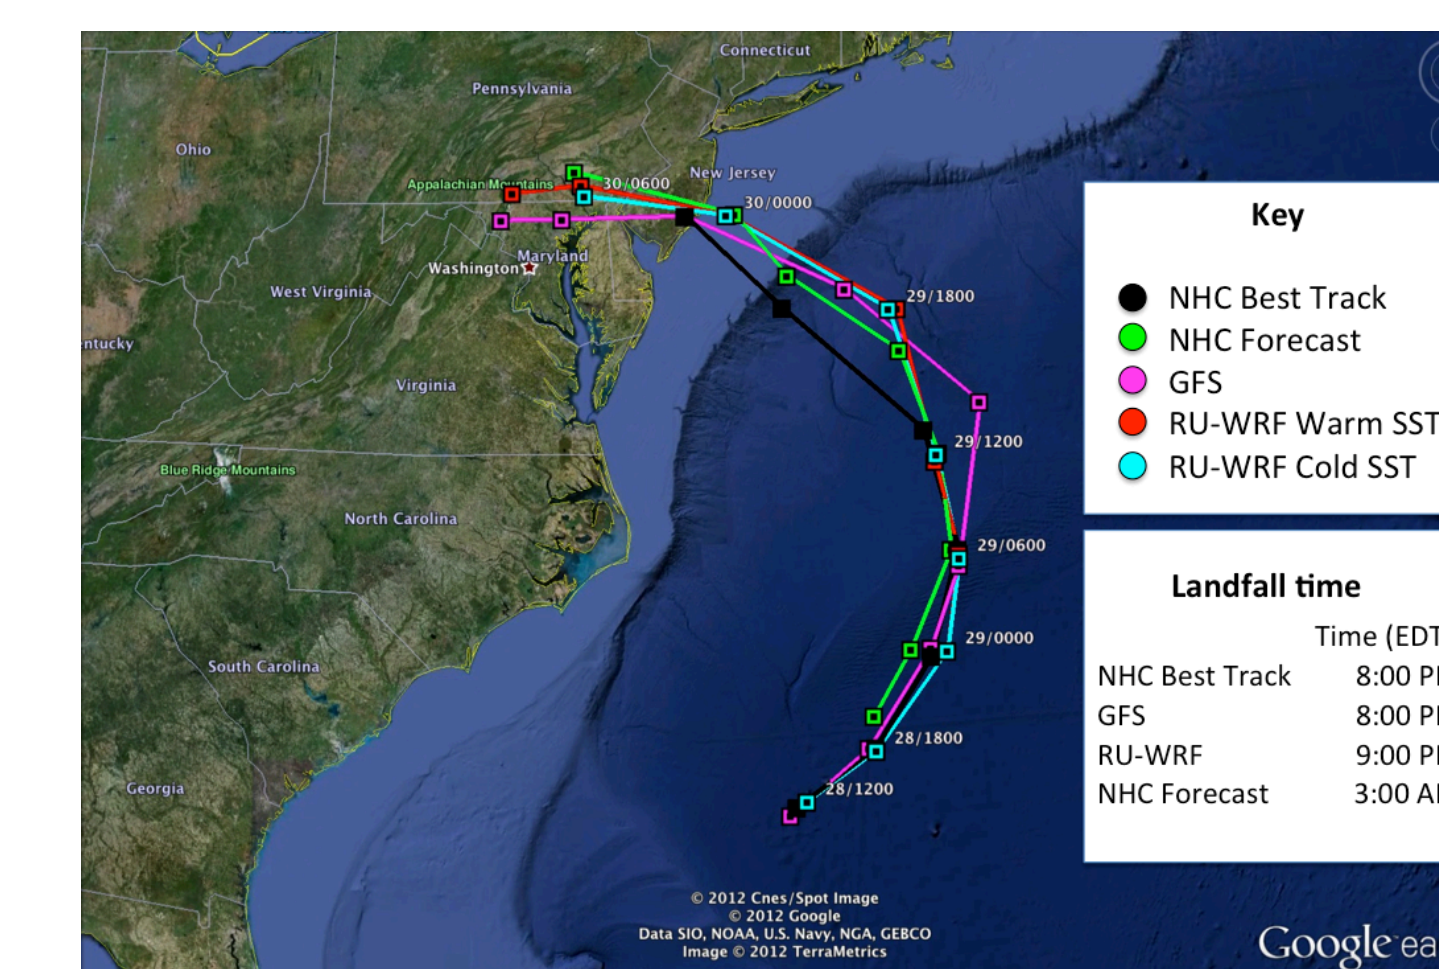 Connecticut
Pennsylvania
Ohio
New Jersey
Appalachian Mountains
30/0600
30/0000
Maryland
Washington
West Virginia
29/1800
ntucky
Virginia
29/1200
Blue Ridge Mountains
North Carolina
29/0600
29/0000
South Carolina
28/1800
28/1200
Georgia
Key
NHC Best Track
NHC Forecast
GFS
RU-WRF Warm SST
RU-WRF Cold SST
Landfall time
Time (EDT
NHC Best Track 8:00 P
GFS 8:00 P
RU-WRF 9:00 P
NHC Forecast 3:00 A
© 2012 Cnes/Spot Image
© 2012 Google
Data SIO, NOAA, U.S. Navy, NGA, GEBCO
Image © 2012 TerraMetrics
Google ea